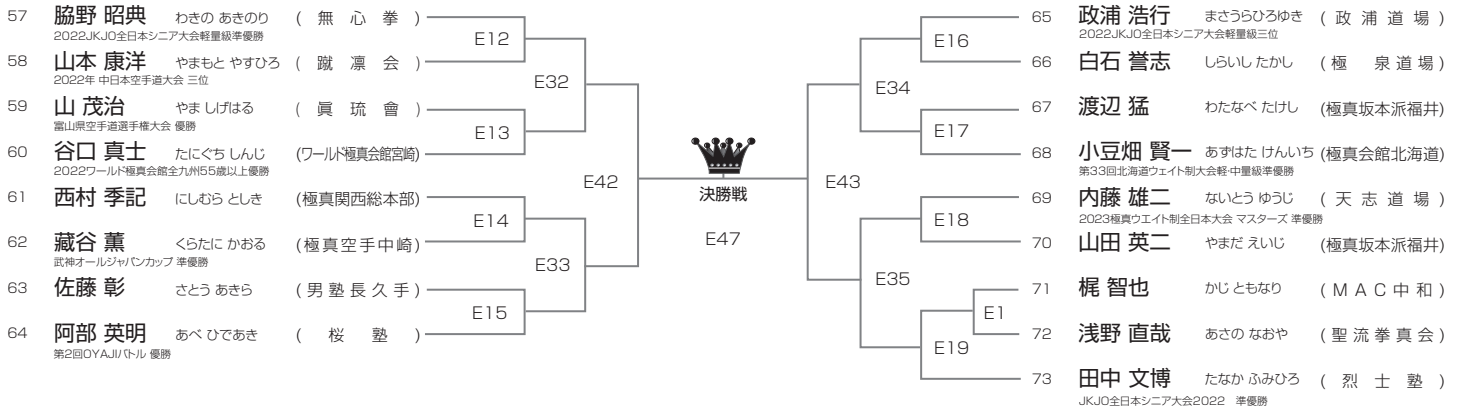 57 脇野 昭典 わきの あきのり ( 無 心 拳 )
2022JKJO全日本シニア大会軽量級準優勝
58 山本 康洋 やまもと やすひろ ( 蹴 凛 会 )
2022年 中日本空手道大会 三位
59 山 茂治 やま しげはる ( 眞 琉 會 )
富山県空手道選手権大会 優勝
60 谷口 真士 たにぐち しんじ (ワールド極真会館宮崎)
2022ワールド極真会館全九州55歳以上優勝
61 西村 季記 にしむら としき (極真関西総本部)
62 藏谷 薫 くらたに かおる (極真空手中崎)
武神オールジャパンカップ 準優勝
63 佐藤 彰 さとう あきら (男塾長久手)
64 阿部 英明 あべ ひであき ( 桜 塾 )
第2回OYAJIバトル 優勝
E12
E13
E14
E15
E32
E33
E42
決勝戦
E47
E43
E34
E35
E16
E17
E18
E19
E1
65 政浦 浩行 まさうらひろゆき ( 政 浦 道 場 )
2022JKJO全日本シニア大会軽量級三位
66 白石 誉志 しらいし たかし (極 泉道場)
67 渡辺 猛 わたなべ たけし (極真坂本派福井)
68 小豆畑 賢一 あずはた けんいち (極真会館北海道)
第33回北海道ウェイト制大会軽・中量級準優勝
69 内藤 雄二 ないとう ゆうじ ( 天 志 道 場 )
2023極真ウエイト制全日本大会 マスターズ 準優勝
70 山田 英二 やまだ えいじ (極真坂本派福井)
71 梶 智也 かじ ともなり ( M A C 中 和 )
72 浅野 直哉 あさの なおや ( 聖 流 拳 真 会 )
73 田中 文博 たなか ふみひろ ( 烈 士 塾 )
JKJO全日本シニア大会2022 準優勝